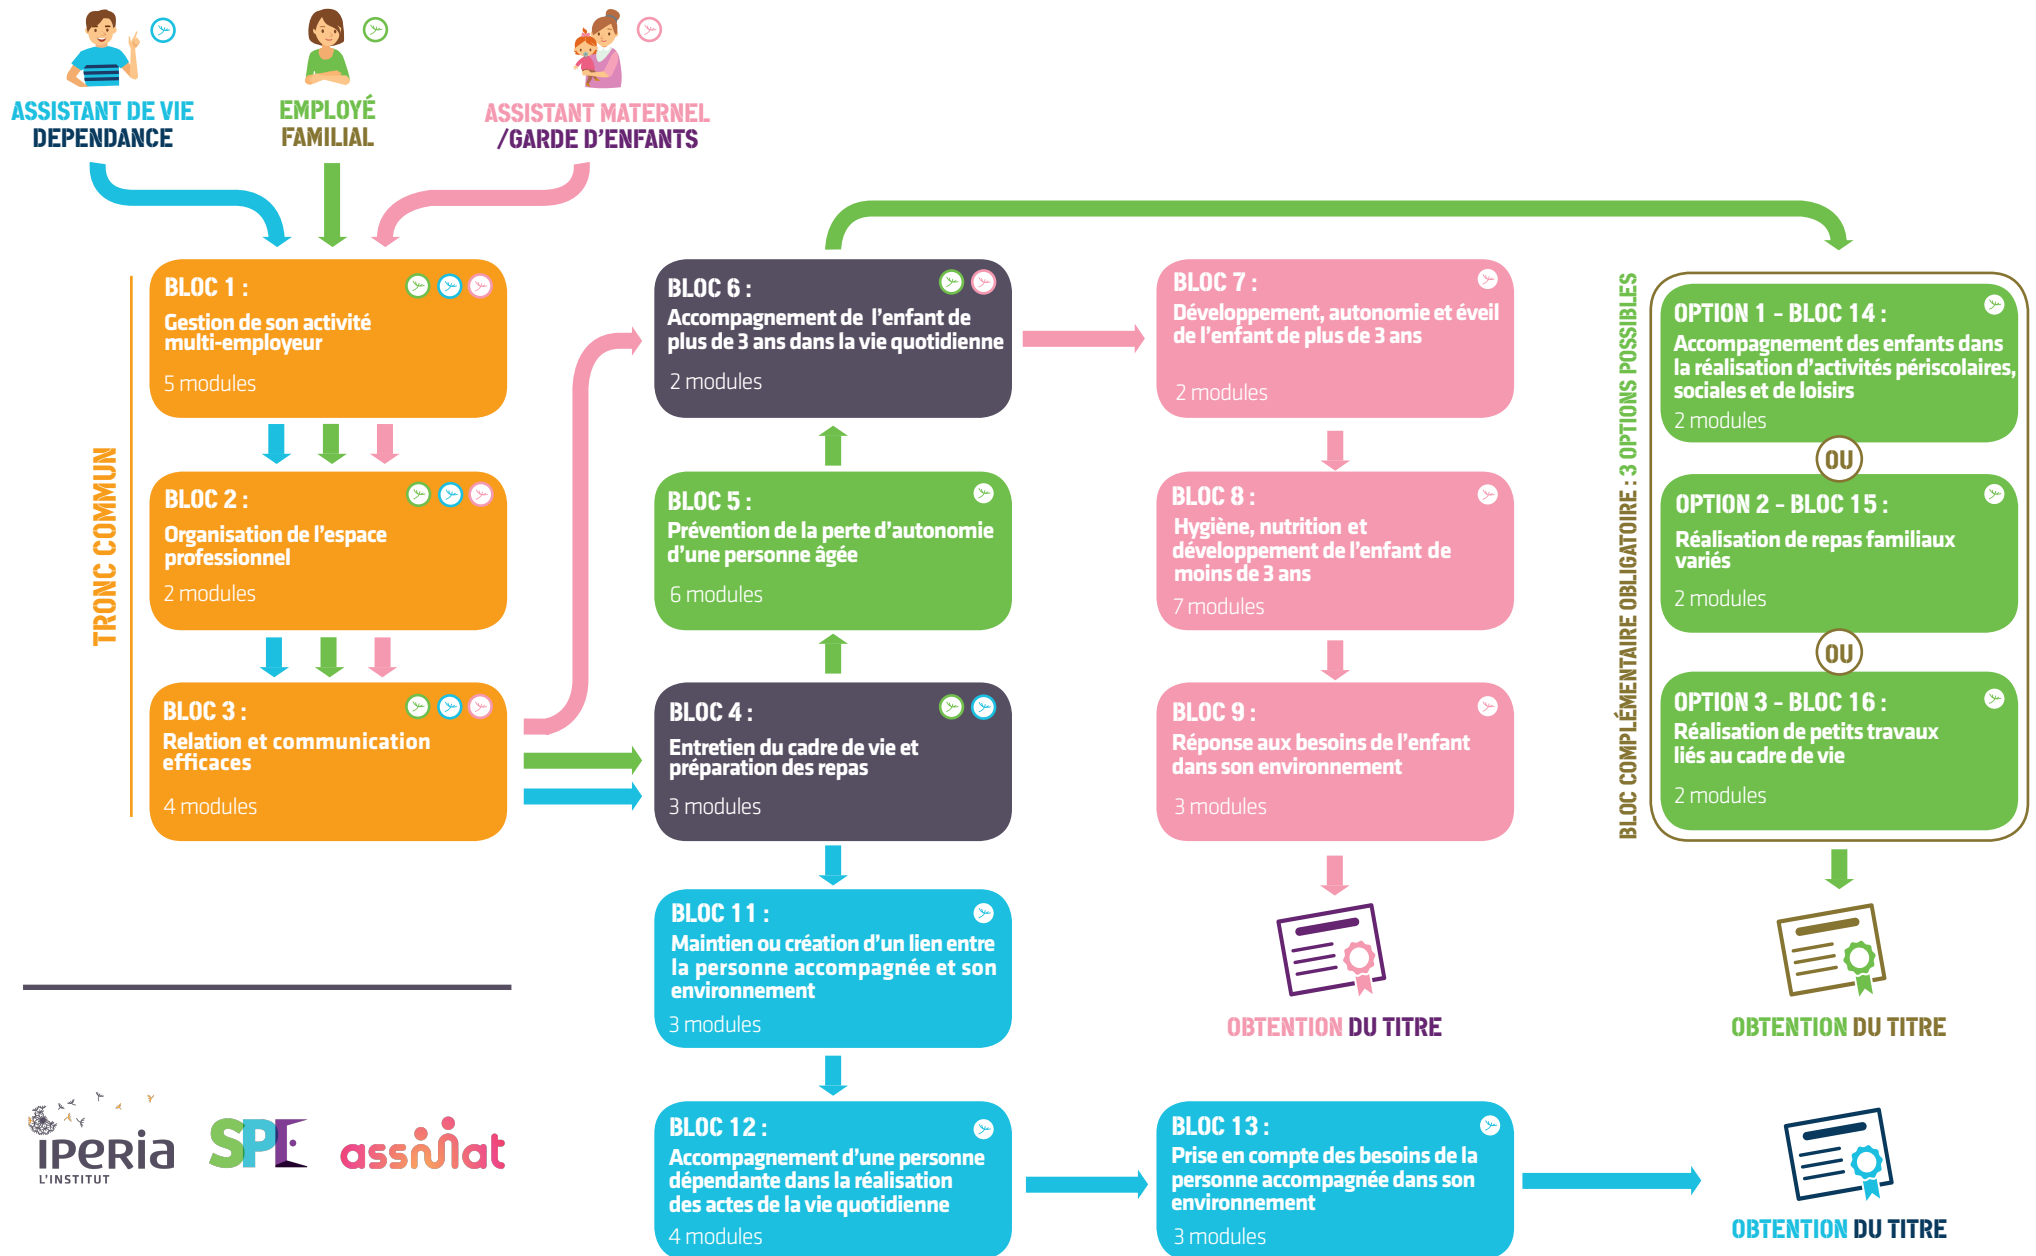 ASSISTANT DE VIE
DEPENDANCE
EMPLOYÉ
FAMILIAL
ASSISTANT MATERNEL
/GARDE D’ENFANTS
TRONC COMMUN
BLOC 1 :
Gestion de son activité
multi-employeur
5 modules
BLOC 2 :
Organisation de l’espace
professionnel
2 modules
BLOC 3 :
Relation et communication
efficaces
4 modules
BLOC 6 :
Accompagnement de l’enfant de
plus de 3 ans dans la vie quotidienne
2 modules
BLOC 5 :
Prévention de la perte d’autonomie
d’une personne âgée
6 modules
BLOC 4 :
Entretien du cadre de vie et
préparation des repas
3 modules
BLOC 11 :
Maintien ou création d’un lien entre
la personne accompagnée et son
environnement
3 modules
BLOC 12 :
Accompagnement d’une personne
dépendante dans la réalisation
des actes de la vie quotidienne
4 modules
BLOC 7 :
Développement, autonomie et éveil
de l’enfant de plus de 3 ans
2 modules
BLOC 8 :
Hygiène, nutrition et
développement de l’enfant de
moins de 3 ans
7 modules
BLOC 9 :
Réponse aux besoins de l’enfant
dans son environnement
3 modules
OBTENTION DU TITRE
BLOC 13 :
Prise en compte des besoins de la
personne accompagnée dans son
environnement
3 modules
BLOC COMPLÉMENTAIRE OBLIGATOIRE : 3 OPTIONS POSSIBLES
OPTION 1 - BLOC 14 :
Accompagnement des enfants dans
la réalisation d’activités périscolaires,
sociales et de loisirs
2 modules
OU
OPTION 2 - BLOC 15 :
Réalisation de repas familiaux
variés
2 modules
OU
OPTION 3 - BLOC 16 :
Réalisation de petits travaux
liés au cadre de vie
2 modules
OBTENTION DU TITRE
OBTENTION DU TITRE
IPERIA
L’INSTITUT
SPE
assmat